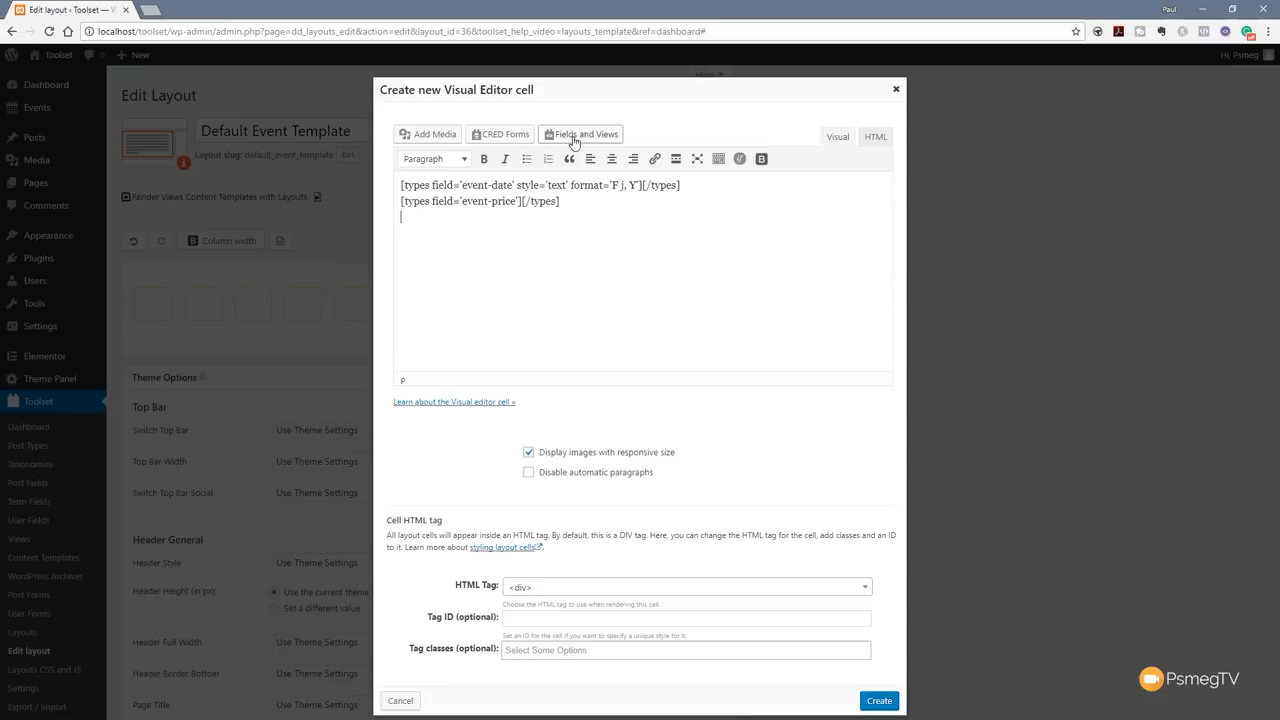 Edit layout ‹ Toolset — W
Paul
localhost/toolset/wp-admin/admin.php?page=dd_layouts_edit&action=edit&layout_id=36&toolset_help_video=layouts_template&ref=dashboard#
Toolset
0
New
Hi, Psmeg
Dashboard
Events
Posts
Media
Pages
Comments
Appearance
Plugins
Users
Tools
Settings
Elementor
Theme Panel
Toolset
Dashboard
Post Types
Taxonomies
Post Fields
Term Fields
User Fields
Views
Content Templates
WordPress Archives
Post Forms
User Forms
Layouts
Edit layout
Layouts CSS and JS
Settings
Export / Import
Edit Layout
Default Event Template
Layout slug: default_event_template Edit
Render Views Content Templates with Layouts
Column width
Theme Options
Top Bar
Switch Top Bar Use Theme Settings
Top Bar Width Use Theme Settings
Switch Top Bar Social Use Theme Settings
Header General
Header Style Use Theme Settings
Header Height (in px): Use the current theme
Set a different value
Header Full Width Use Theme Settings
Header Border Bottom Use Theme Settings
Page Title Use Theme Settings
Create new Visual Editor cell
Add Media CRED Forms Fields and Views Visual HTML
Paragraph
[types field='event-date' style='text' format='F j, Y'][/types]
[types field='event-price'][/types]
P
Learn about the Visual editor cell »
Display images with responsive size
Disable automatic paragraphs
Cell HTML tag
All layout cells will appear inside an HTML tag. By default, this is a DIV tag. Here, you can change the HTML tag for the cell, add classes and an ID
to it. Learn more about styling layout cells.
HTML Tag: <div>
Choose the HTML tag to use when rendering this cell.
Tag ID (optional):
Set an ID for the cell if you want to specify a unique style for it.
Tag classes (optional): Select Some Options
Cancel Create
PsmegTV